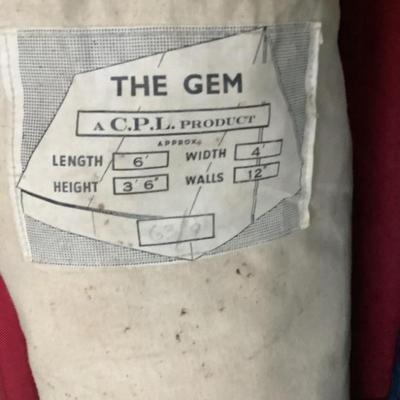 THE GEM
A C.P.L. PRODUCT
APPROX
LENGTH 6' WIDTH 4'
HEIGHT 3' 6" WALLS 12"